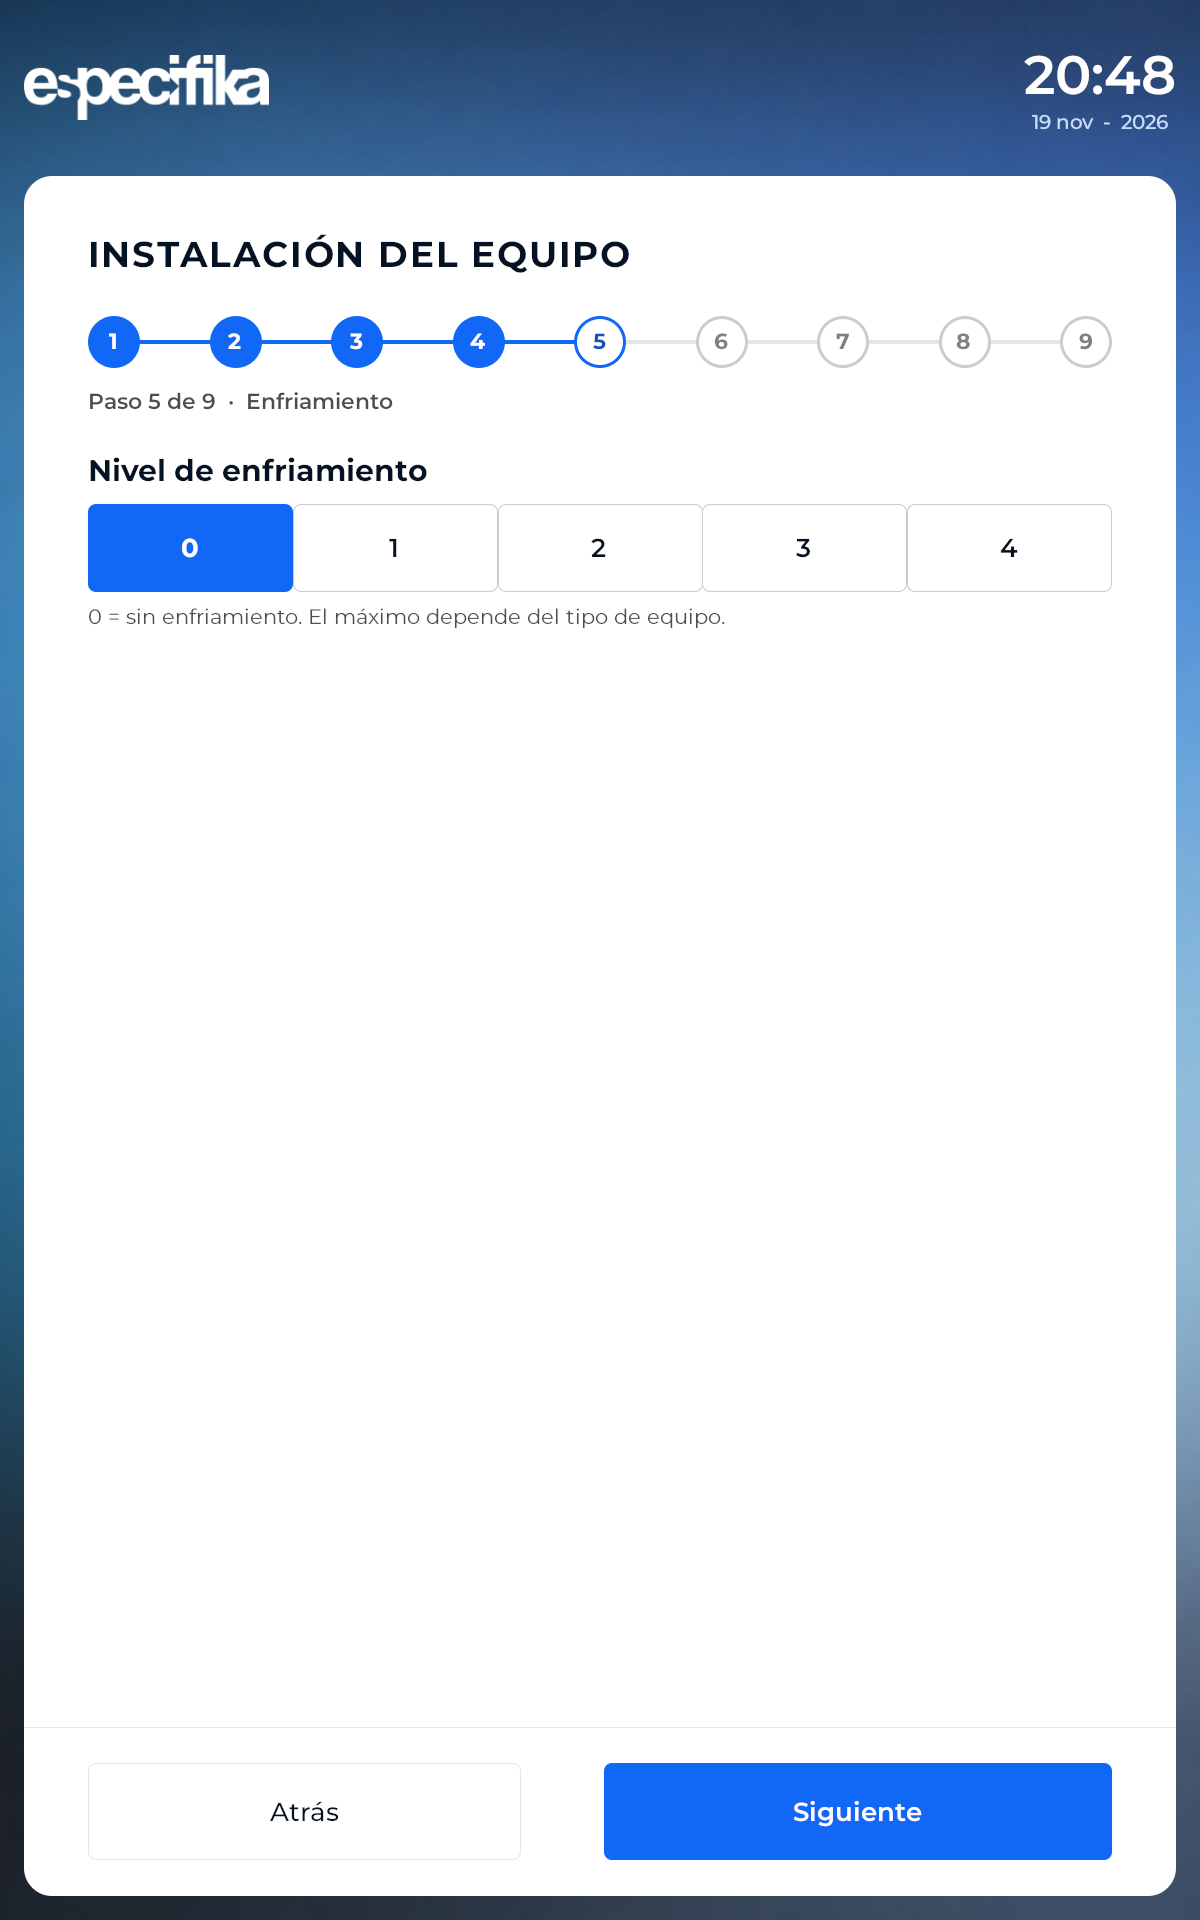 especifika
20:48
19 nov - 2026
INSTALACIÓN DEL EQUIPO
1 2 3 4 5 6 7 8 9
Paso 5 de 9 · Enfriamiento
Nivel de enfriamiento
0 1 2 3 4
0 = sin enfriamiento. El máximo depende del tipo de equipo.
Atrás Siguiente